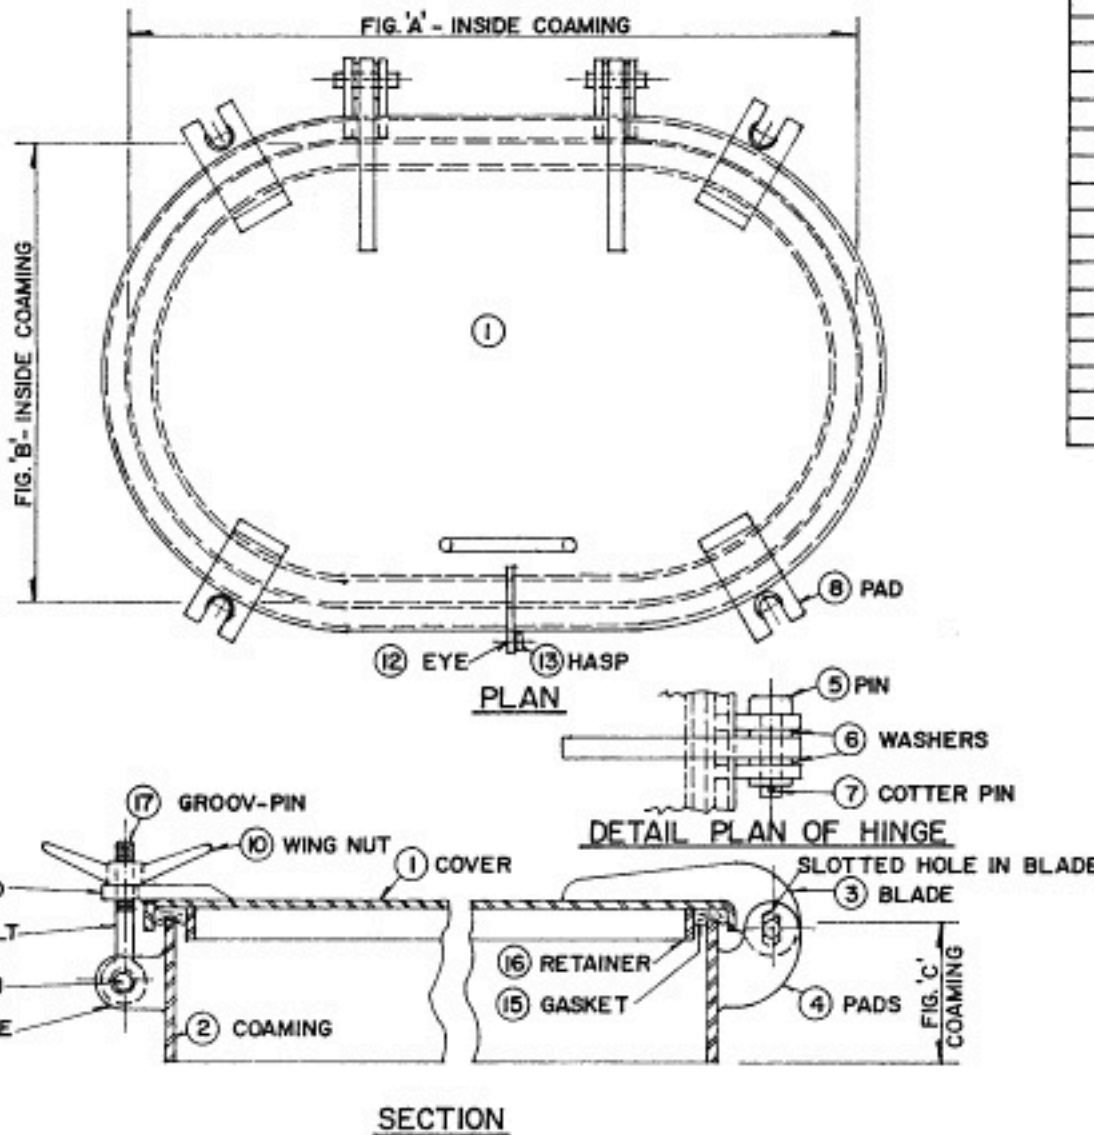 FIG. 'A' - INSIDE COAMING
FIG. 'B' - INSIDE COAMING
1
8 PAD
12 EYE
13 HASP
PLAN
5 PIN
6 WASHERS
7 COTTER PIN
DETAIL PLAN OF HINGE
17 GROOV-PIN
10 WING NUT
1 COVER
SLOTTED HOLE IN BLADE
3 BLADE
D
LT
16 RETAINER
15 GASKET
4 PADS
FIG. 'C' COAMING
E
2 COAMING
SECTION